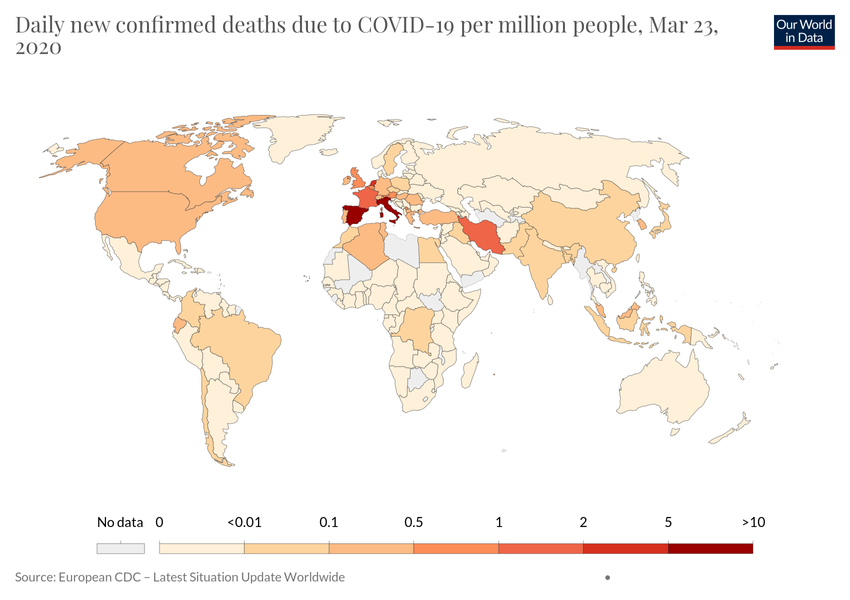 Daily new confirmed deaths due to COVID-19 per million people, Mar 23,
2020
Our World
in Data
No data 0 <0.01 0.1 0.5 1 2 5 >10
Source: European CDC – Latest Situation Update Worldwide